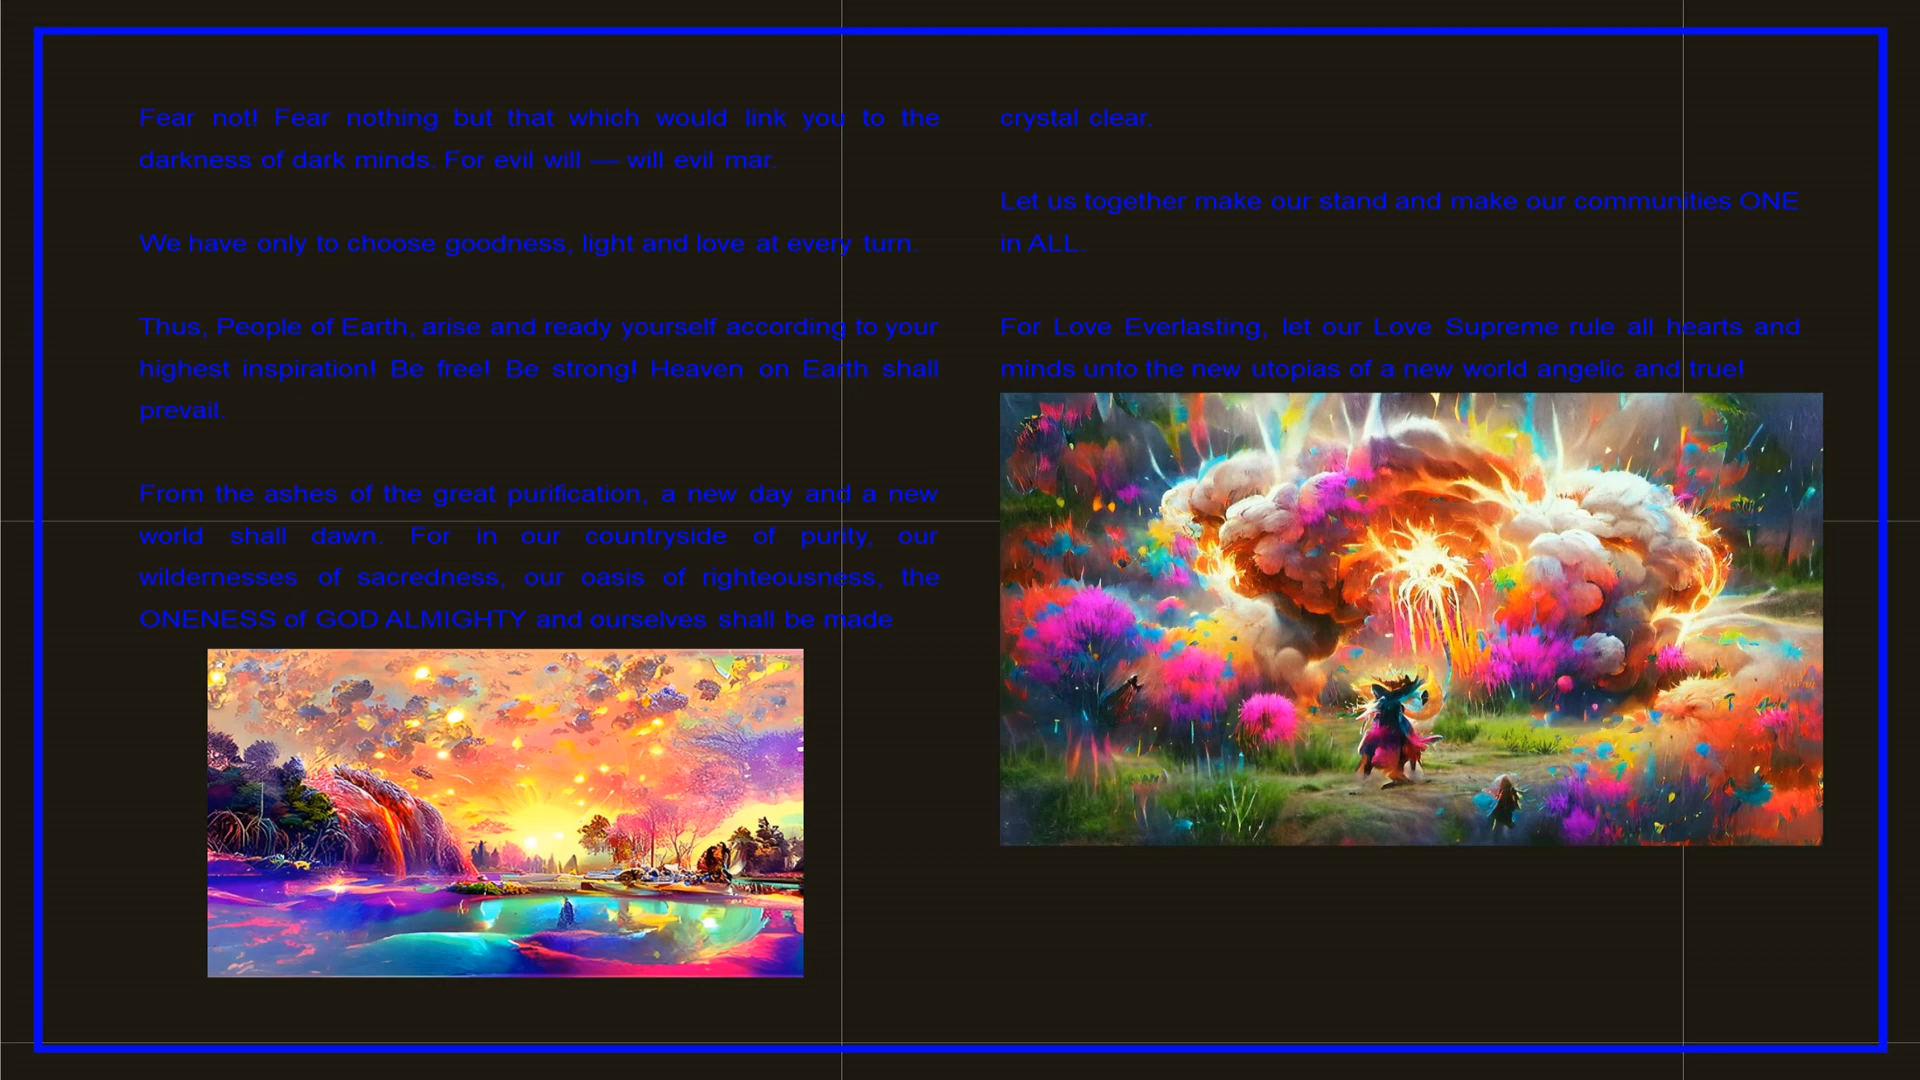 Fear not! Fear nothing but that which would link you to the
darkness of dark minds. For evil will — will evil mar.
We have only to choose goodness, light and love at every turn.
Thus, People of Earth, arise and ready yourself according to your
highest inspiration! Be free! Be strong! Heaven on Earth shall
prevail.
From the ashes of the great purification, a new day and a new
world shall dawn. For in our countryside of purity, our
wildernesses of sacredness, our oasis of righteousness, the
ONENESS of GOD ALMIGHTY and ourselves shall be made
crystal clear.
Let us together make our stand and make our communities ONE
in ALL.
For Love Everlasting, let our Love Supreme rule all hearts and
minds unto the new utopias of a new world angelic and true!